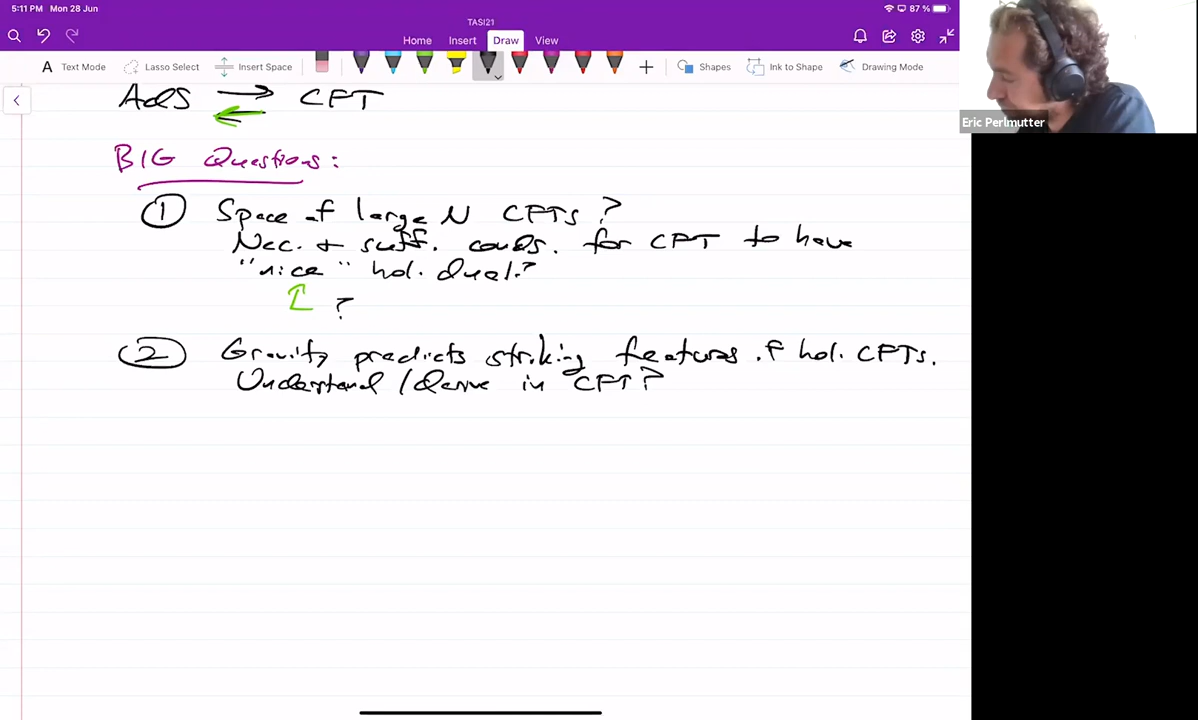 5:11 PM Mon 28 Jun
87 %
TASI21
Home Insert Draw View
Text Mode Lasso Select Insert Space Shapes Ink to Shape Drawing Mode
Eric Perlmutter
AdS → CFT
←
BIG Questions:
① Space of large N CFTs?
Nec. + suff. conds. for CFT to have
"nice" hol. dual?
↑ ?
② Gravity predicts striking features of hol. CFTs.
Understand / derive in CFT?